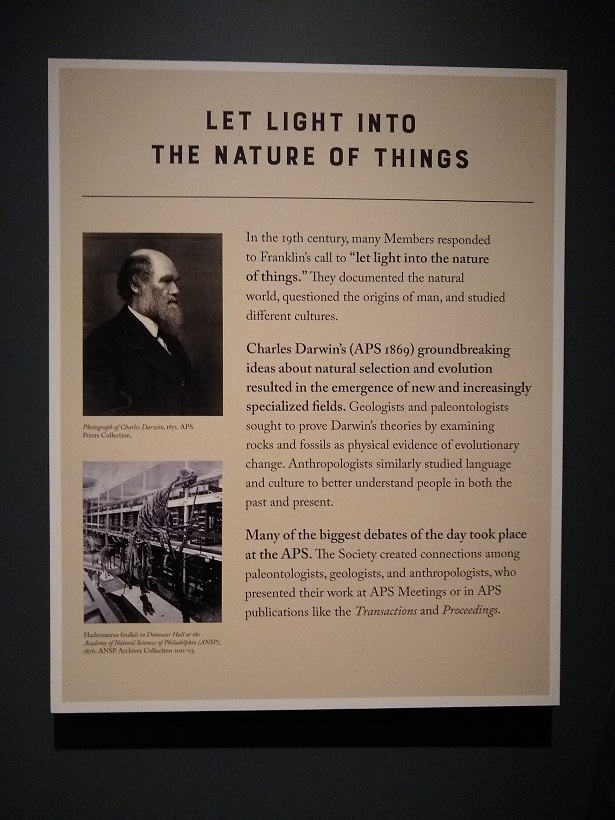 LET LIGHT INTO
THE NATURE OF THINGS
In the 19th century, many Members responded
to Franklin's call to "let light into the nature
of things." They documented the natural
world, questioned the origins of man, and studied
different cultures.
Charles Darwin's (APS 1869) groundbreaking
ideas about natural selection and evolution
resulted in the emergence of new and increasingly
specialized fields. Geologists and paleontologists
sought to prove Darwin's theories by examining
rocks and fossils as physical evidence of evolutionary
change. Anthropologists similarly studied language
and culture to better understand people in both the
past and present.
Many of the biggest debates of the day took place
at the APS. The Society created connections among
paleontologists, geologists, and anthropologists, who
presented their work at APS Meetings or in APS
publications like the Transactions and Proceedings.
Photograph of Charles Darwin, 1871. APS.
Prints Collection.
Hadrosaurus foulkii in Dinosaur Hall at the
Academy of Natural Sciences of Philadelphia (ANSP),
1876. ANSP Archives Collection 2011-03.